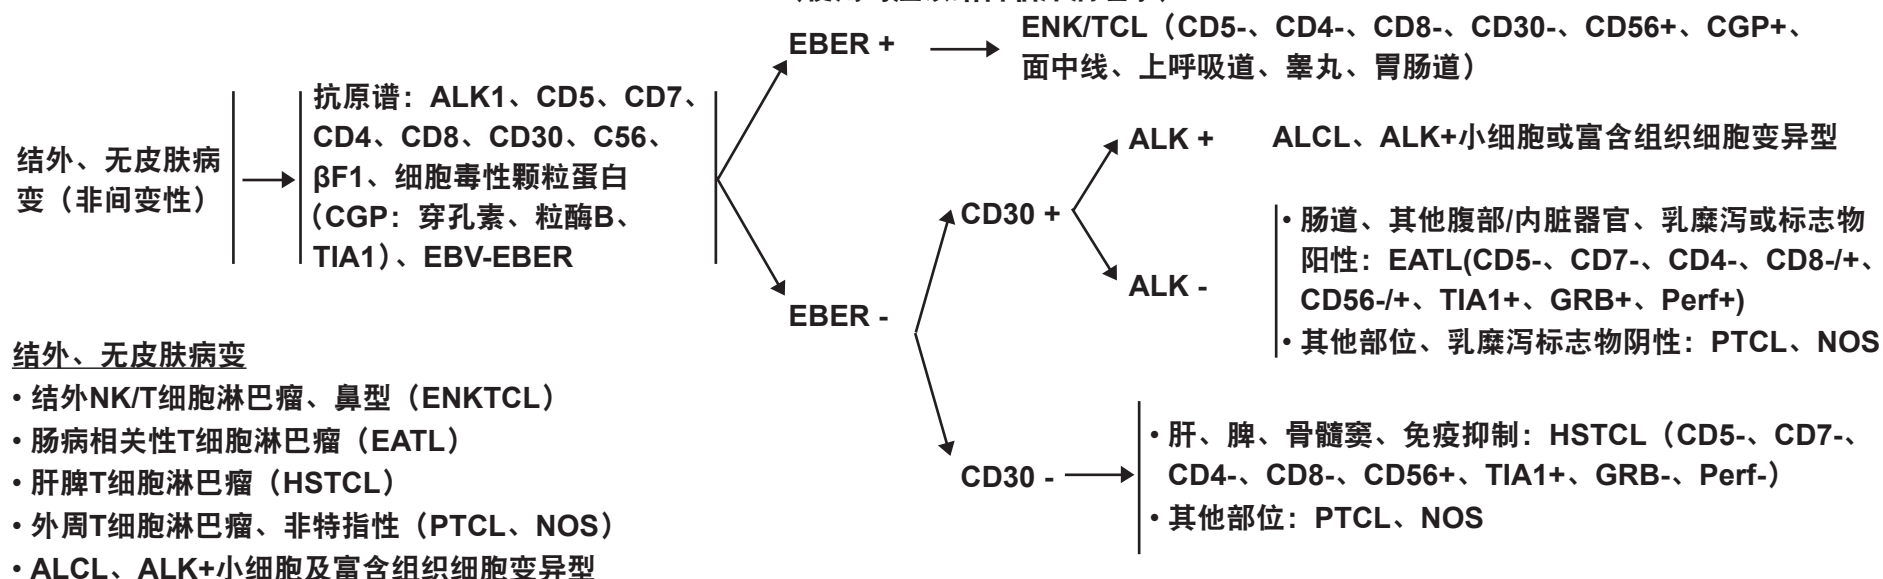 EBER +
ENK/TCL（CD5-、CD4-、CD8-、CD30-、CD56+、CGP+、
面中线、上呼吸道、睾丸、胃肠道）
结外、无皮肤病
变（非间变性）
抗原谱：ALK1、CD5、CD7、
CD4、CD8、CD30、C56、
βF1、细胞毒性颗粒蛋白
（CGP：穿孔素、粒酶B、
TIA1）、EBV-EBER
EBER -
CD30 +
ALK +
ALCL、ALK+小细胞或富含组织细胞变异型
ALK -
• 肠道、其他腹部/内脏器官、乳糜泻或标志物
阳性：EATL(CD5-、CD7-、CD4-、CD8-/+、
CD56-/+、TIA1+、GRB+、Perf+)
• 其他部位、乳糜泻标志物阴性：PTCL、NOS
CD30 -
• 肝、脾、骨髓窦、免疫抑制：HSTCL（CD5-、CD7-、
CD4-、CD8-、CD56+、TIA1+、GRB-、Perf-）
• 其他部位：PTCL、NOS
结外、无皮肤病变
• 结外NK/T细胞淋巴瘤、鼻型（ENKTCL）
• 肠病相关性T细胞淋巴瘤（EATL）
• 肝脾T细胞淋巴瘤（HSTCL）
• 外周T细胞淋巴瘤、非特指性（PTCL、NOS）
• ALCL、ALK+小细胞及富含组织细胞变异型